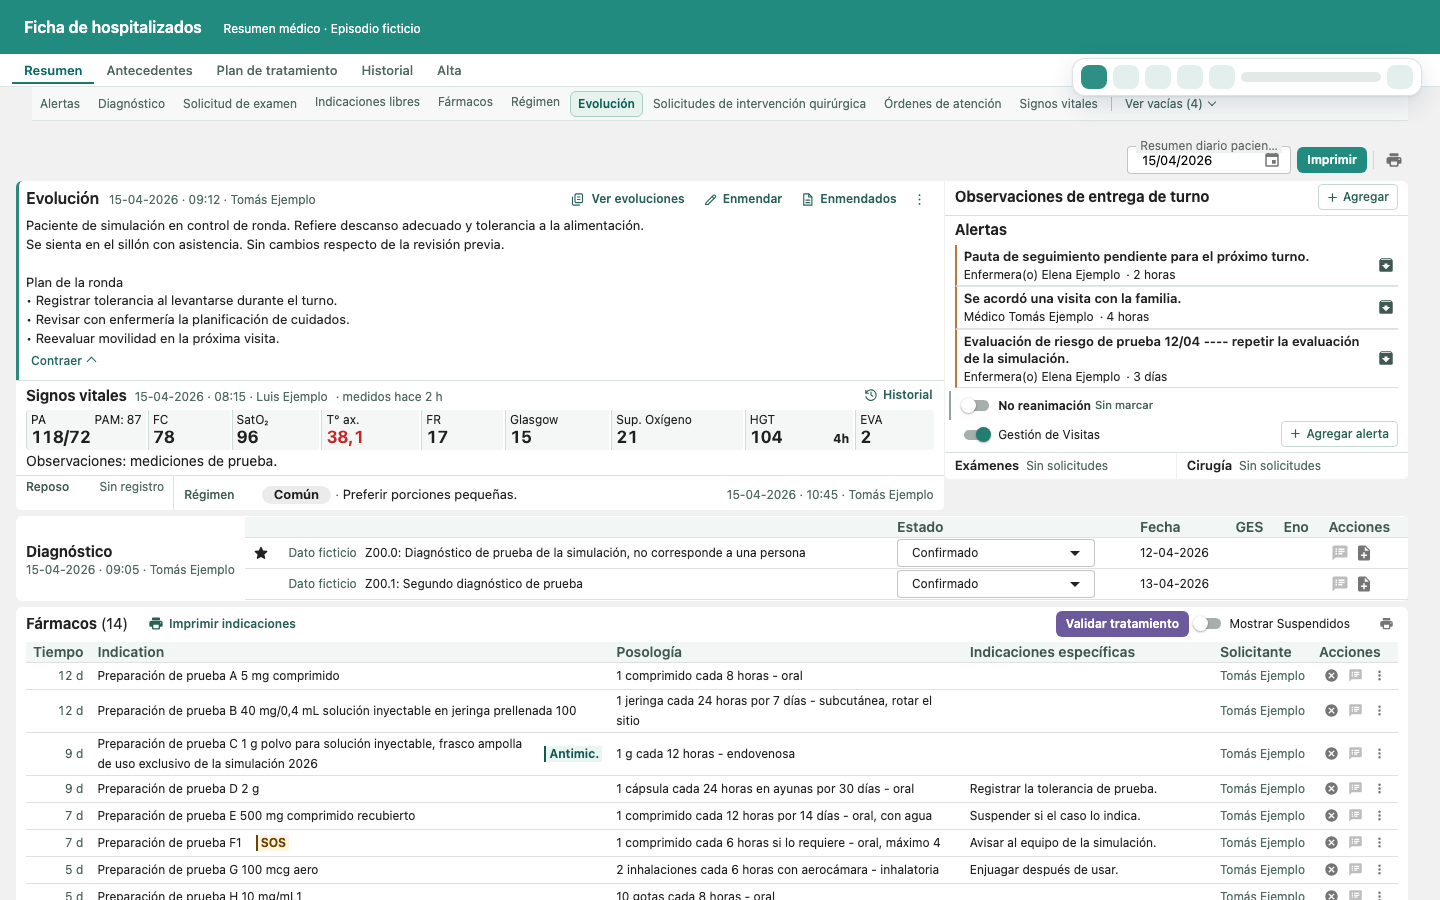 Ficha de hospitalizados Resumen médico · Episodio ficticio
Resumen Antecedentes Plan de tratamiento Historial Alta
Alertas Diagnóstico Solicitud de examen Indicaciones libres Fármacos Régimen Evolución Solicitudes de intervención quirúrgica Órdenes de atención Signos vitales Ver vacías (4)
Resumen diario pacien...
15/04/2026 Imprimir
Evolución 15-04-2026 · 09:12 · Tomás Ejemplo Ver evoluciones Enmendar Enmendados
Paciente de simulación en control de ronda. Refiere descanso adecuado y tolerancia a la alimentación.
Se sienta en el sillón con asistencia. Sin cambios respecto de la revisión previa.
Plan de la ronda
• Registrar tolerancia al levantarse durante el turno.
• Revisar con enfermería la planificación de cuidados.
• Reevaluar movilidad en la próxima visita.
Contraer
Signos vitales 15-04-2026 · 08:15 · Luis Ejemplo · medidos hace 2 h Historial
PA PAM: 87 FC SatO₂ T° ax. FR Glasgow Sup. Oxígeno HGT EVA
118/72 78 96 38,1 17 15 21 104 4h 2
Observaciones: mediciones de prueba.
Reposo Sin registro Régimen Común · Preferir porciones pequeñas. 15-04-2026 · 10:45 · Tomás Ejemplo
Observaciones de entrega de turno + Agregar
Alertas
Pauta de seguimiento pendiente para el próximo turno.
Enfermera(o) Elena Ejemplo · 2 horas
Se acordó una visita con la familia.
Médico Tomás Ejemplo · 4 horas
Evaluación de riesgo de prueba 12/04 ---- repetir la evaluación
de la simulación.
Enfermera(o) Elena Ejemplo · 3 días
No reanimación Sin marcar
Gestión de Visitas + Agregar alerta
Exámenes Sin solicitudes Cirugía Sin solicitudes
Estado Fecha GES Eno Acciones
Diagnóstico
15-04-2026 · 09:05 · Tomás Ejemplo
Dato ficticio Z00.0: Diagnóstico de prueba de la simulación, no corresponde a una persona Confirmado 12-04-2026
Dato ficticio Z00.1: Segundo diagnóstico de prueba Confirmado 13-04-2026
Fármacos (14) Imprimir indicaciones Validar tratamiento Mostrar Suspendidos
Tiempo Indication Posología Indicaciones específicas Solicitante Acciones
12 d Preparación de prueba A 5 mg comprimido 1 comprimido cada 8 horas - oral Tomás Ejemplo
12 d Preparación de prueba B 40 mg/0,4 mL solución inyectable en jeringa prellenada 100 1 jeringa cada 24 horas por 7 días - subcutánea, rotar el
sitio Tomás Ejemplo
9 d Preparación de prueba C 1 g polvo para solución inyectable, frasco ampolla
de uso exclusivo de la simulación 2026 Antimic. 1 g cada 12 horas - endovenosa Tomás Ejemplo
9 d Preparación de prueba D 2 g 1 cápsula cada 24 horas en ayunas por 30 días - oral Registrar la tolerancia de prueba. Tomás Ejemplo
7 d Preparación de prueba E 500 mg comprimido recubierto 1 comprimido cada 12 horas por 14 días - oral, con agua Suspender si el caso lo indica. Tomás Ejemplo
7 d Preparación de prueba F1 SOS 1 comprimido cada 6 horas si lo requiere - oral, máximo 4 Avisar al equipo de la simulación. Tomás Ejemplo
5 d Preparación de prueba G 100 mcg aero 2 inhalaciones cada 6 horas con aerocámara - inhalatoria Enjuagar después de usar. Tomás Ejemplo
5 d Preparación de prueba H 10 mg/mL1 10 gotas cada 8 horas - oral Tomás Ejemplo